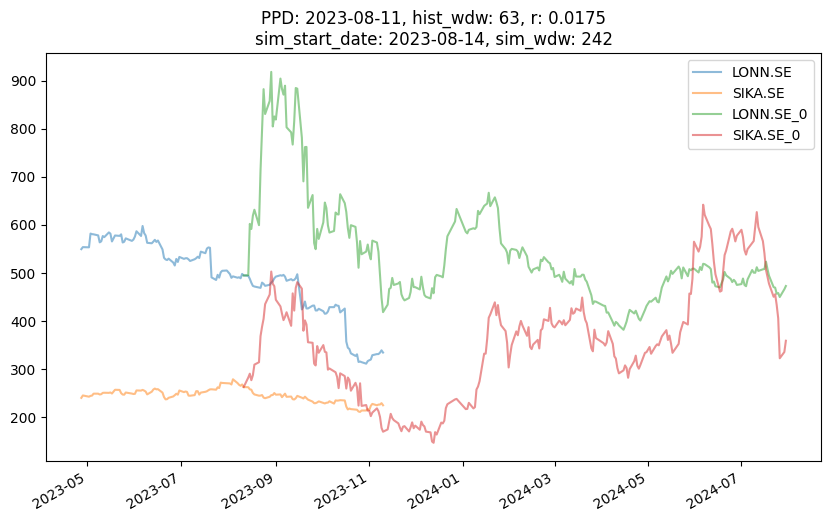 PPD: 2023-08-11, hist_wdw: 63, r: 0.0175
sim_start_date: 2023-08-14, sim_wdw: 242
LONN.SE
SIKA.SE
LONN.SE_0
SIKA.SE_0
900
800
700
600
500
400
300
200
2023-05
2023-07
2023-09
2023-11
2024-01
2024-03
2024-05
2024-07